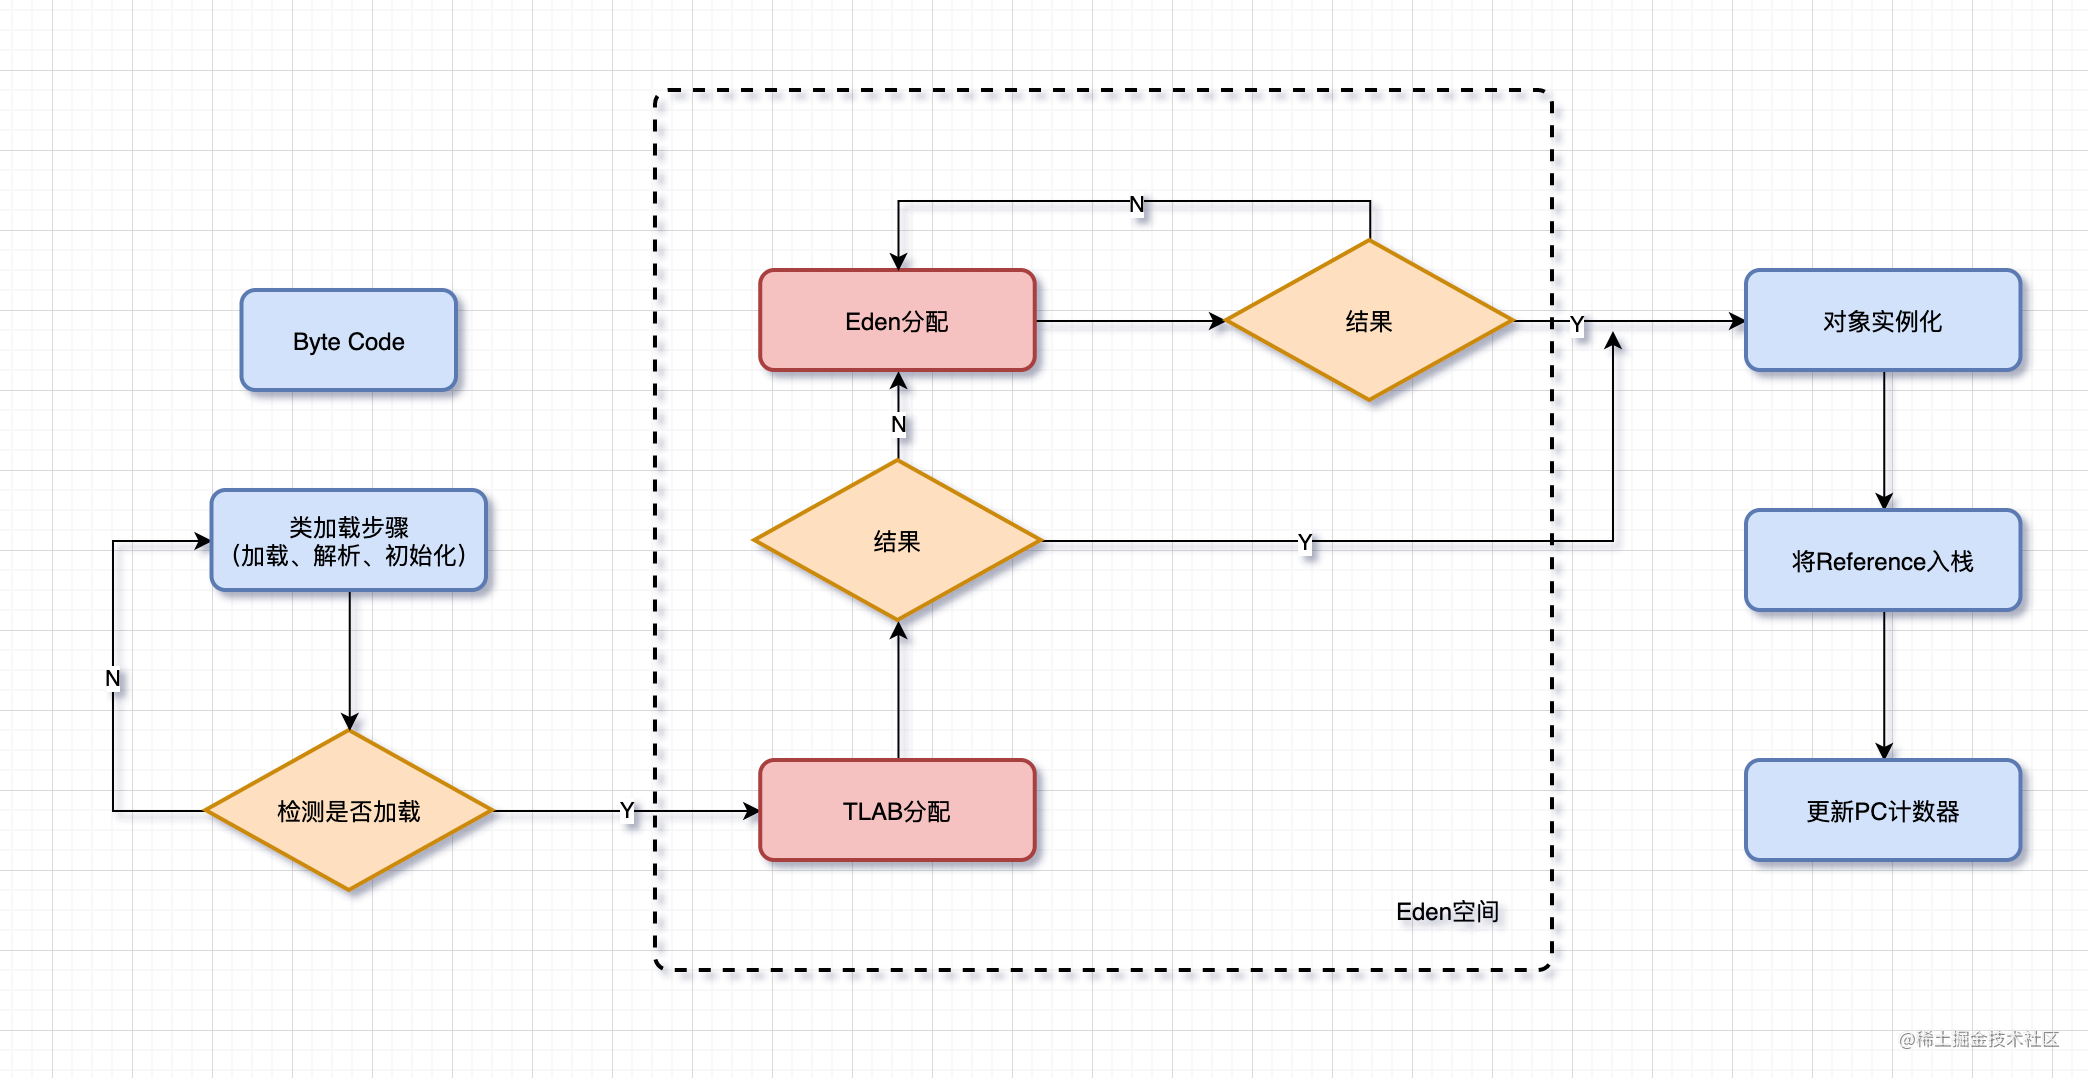 Byte Code
类加载步骤
（加载、解析、初始化）
N
检测是否加载
Y
TLAB分配
结果
N
Y
Eden分配
N
结果
Y
Eden空间
对象实例化
将Reference入栈
更新PC计数器
@稀土掘金技术社区